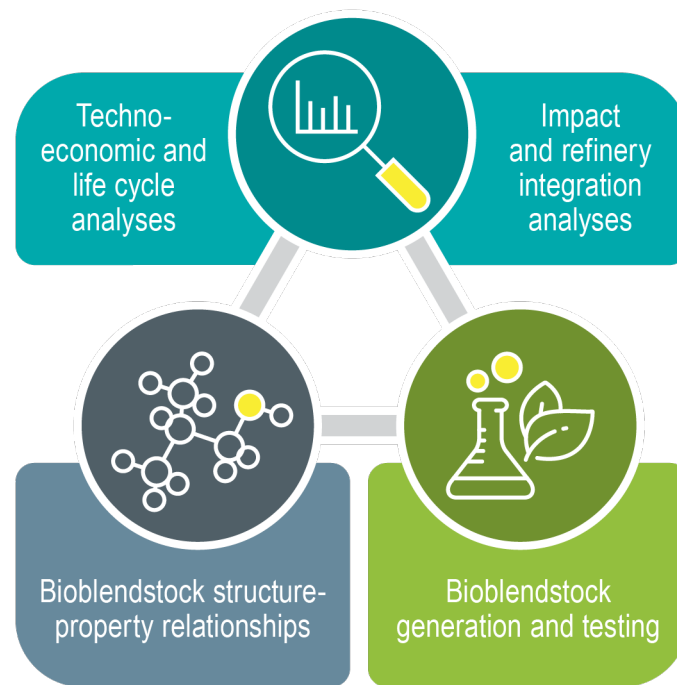 Techno-
economic and
life cycle
analyses
Impact
and refinery
integration
analyses
Bioblendstock structure-
property relationships
Bioblendstock
generation and testing